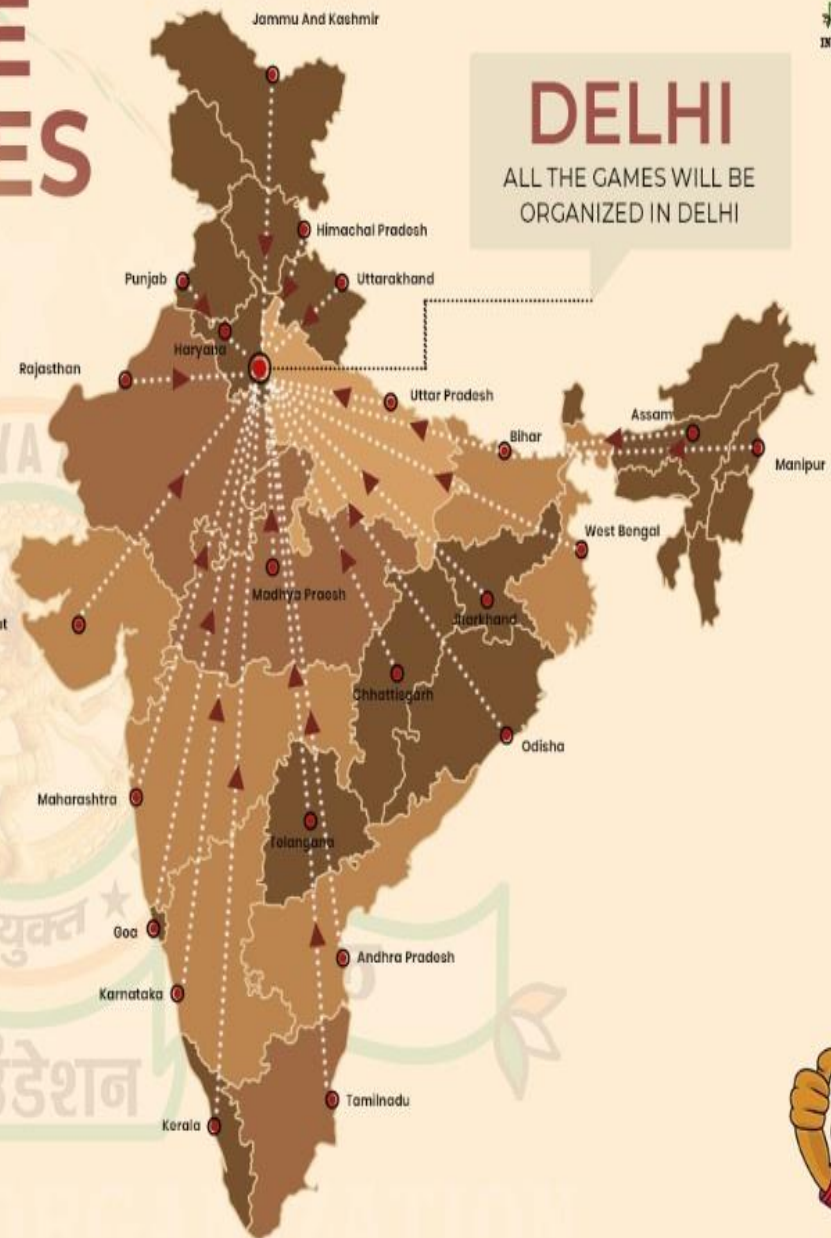 E
ES
IN
Jammu And Kashmir
DELHI
ALL THE GAMES WILL BE
ORGANIZED IN DELHI
Himachal Pradesh
Punjab
Uttarakhand
Haryana
Rajasthan
Uttar Pradesh
Assam
Bihar
Manipur
West Bengal
Madhya Praesh
Jharkhand
Chhattisgarh
Odisha
Maharashtra
Telangana
युक्त
Goa
Andhra Pradesh
Karnataka
Tamilnadu
Kerala